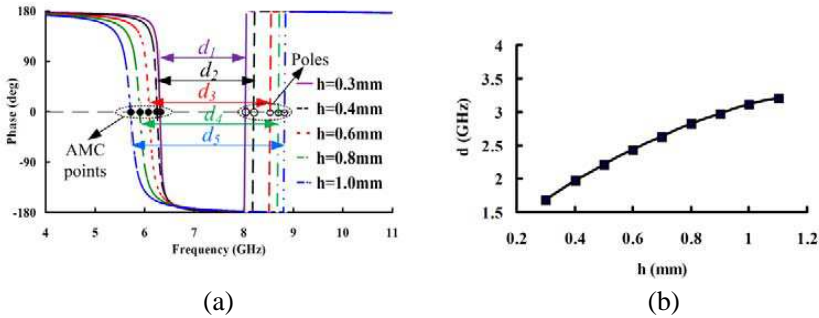 180
90
0
-90
-180
Phase (deg)
d1
d2
d3
d4
d5
Poles
AMC
points
h=0.3mm
h=0.4mm
h=0.6mm
h=0.8mm
h=1.0mm
4 5 6 7 8 9 10 11
Frequency (GHz)
(a)
4
3.5
3
2.5
2
1.5
d (GHz)
0.2 0.4 0.6 0.8 1 1.2
h (mm)
(b)